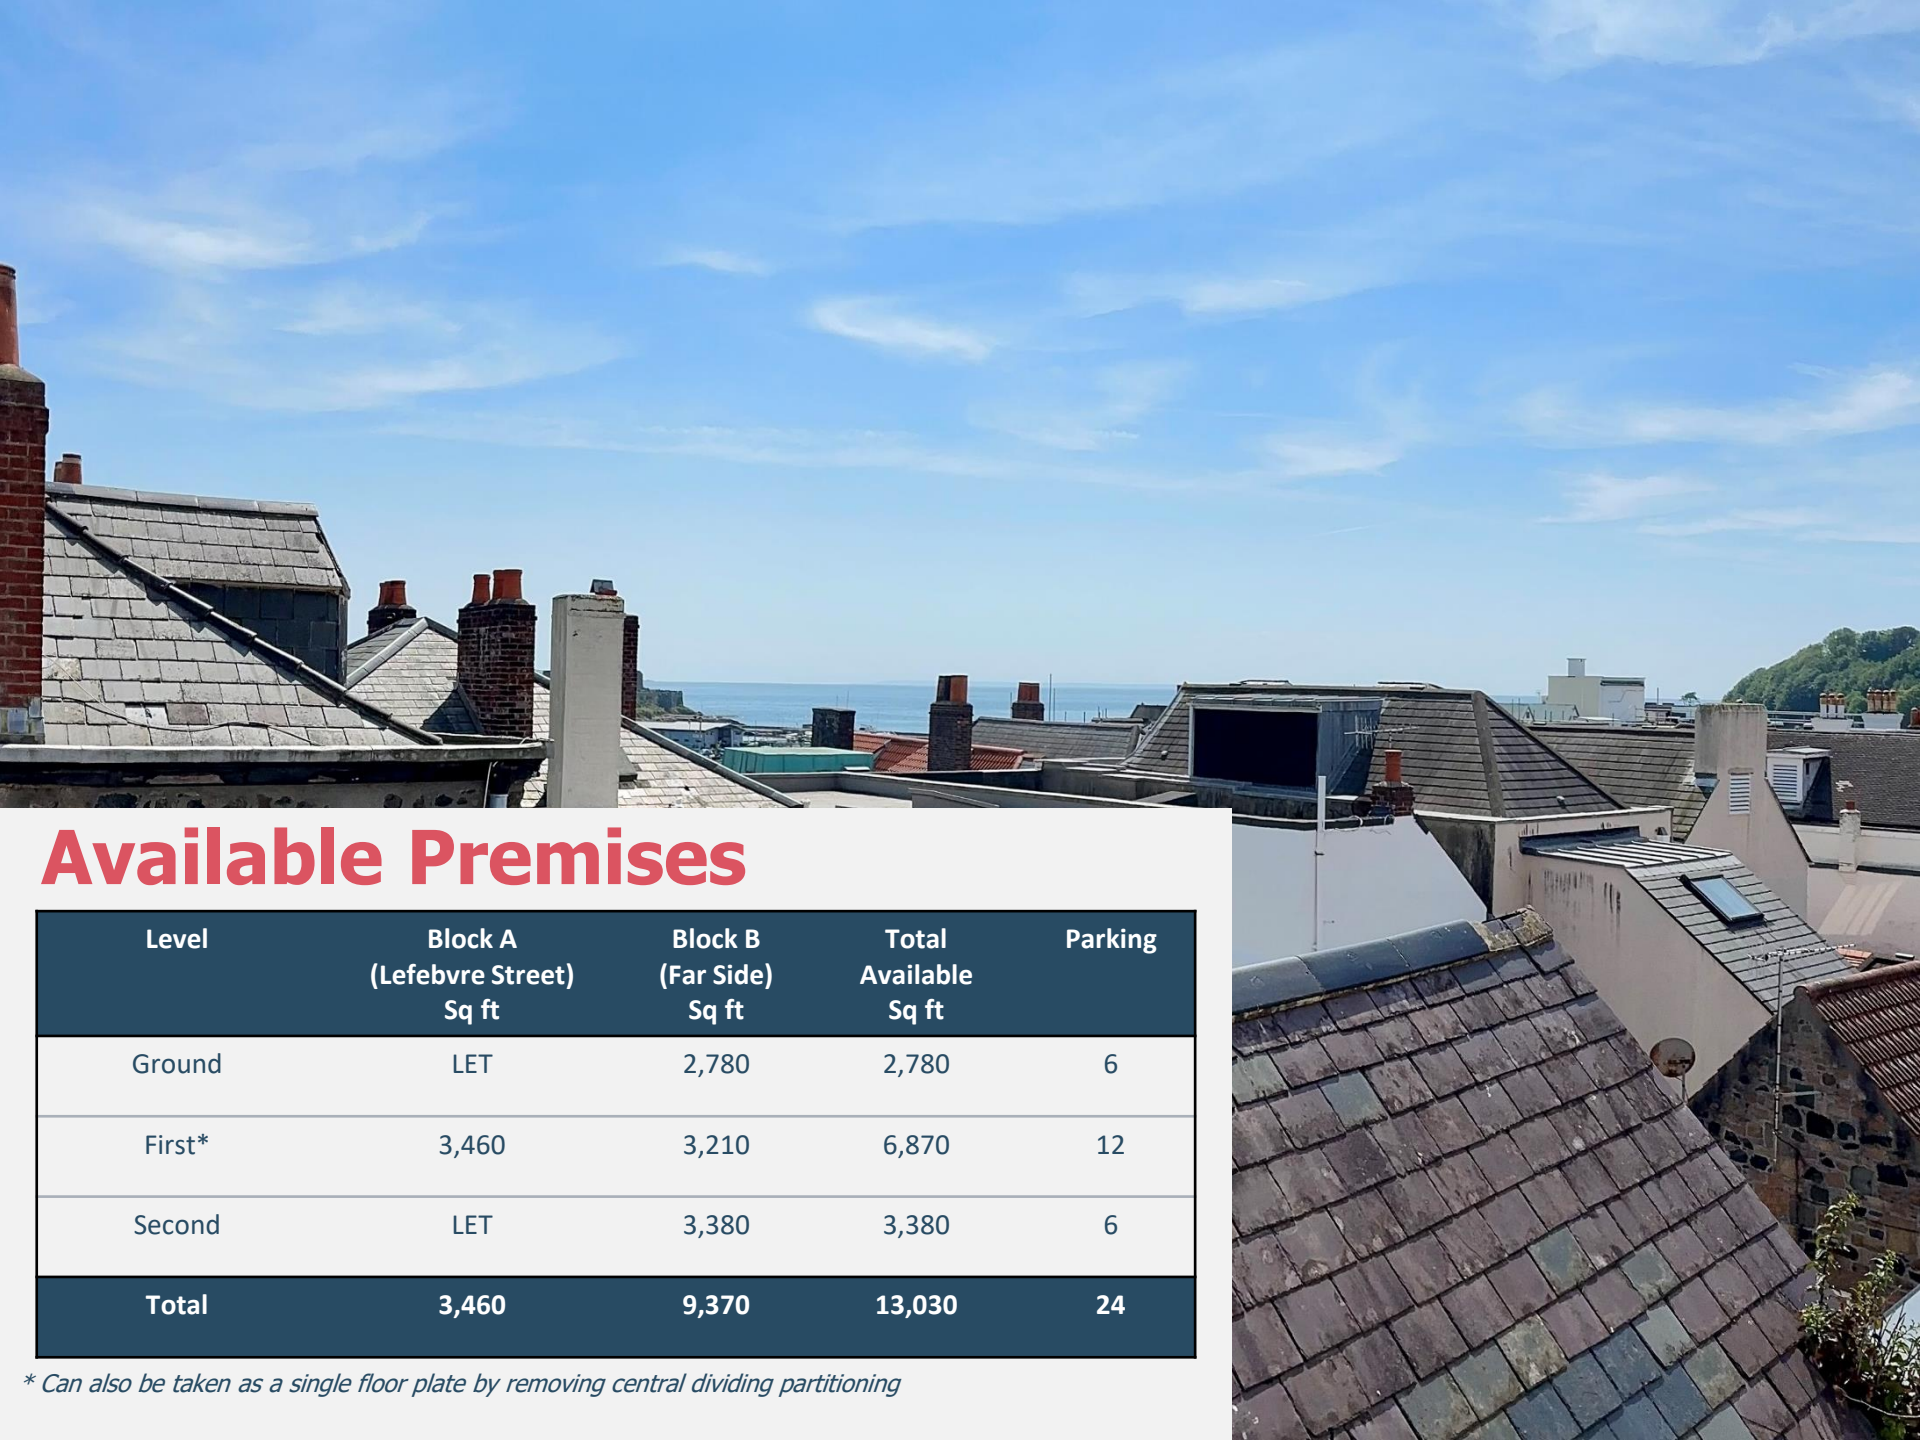 Available Premises
Level Block A Block B Total Parking
(Lefebvre Street) (Far Side) Available
Sq ft Sq ft Sq ft
Ground LET 2,780 2,780 6
First* 3,460 3,210 6,870 12
Second LET 3,380 3,380 6
Total 3,460 9,370 13,030 24
* Can also be taken as a single floor plate by removing central dividing partitioning